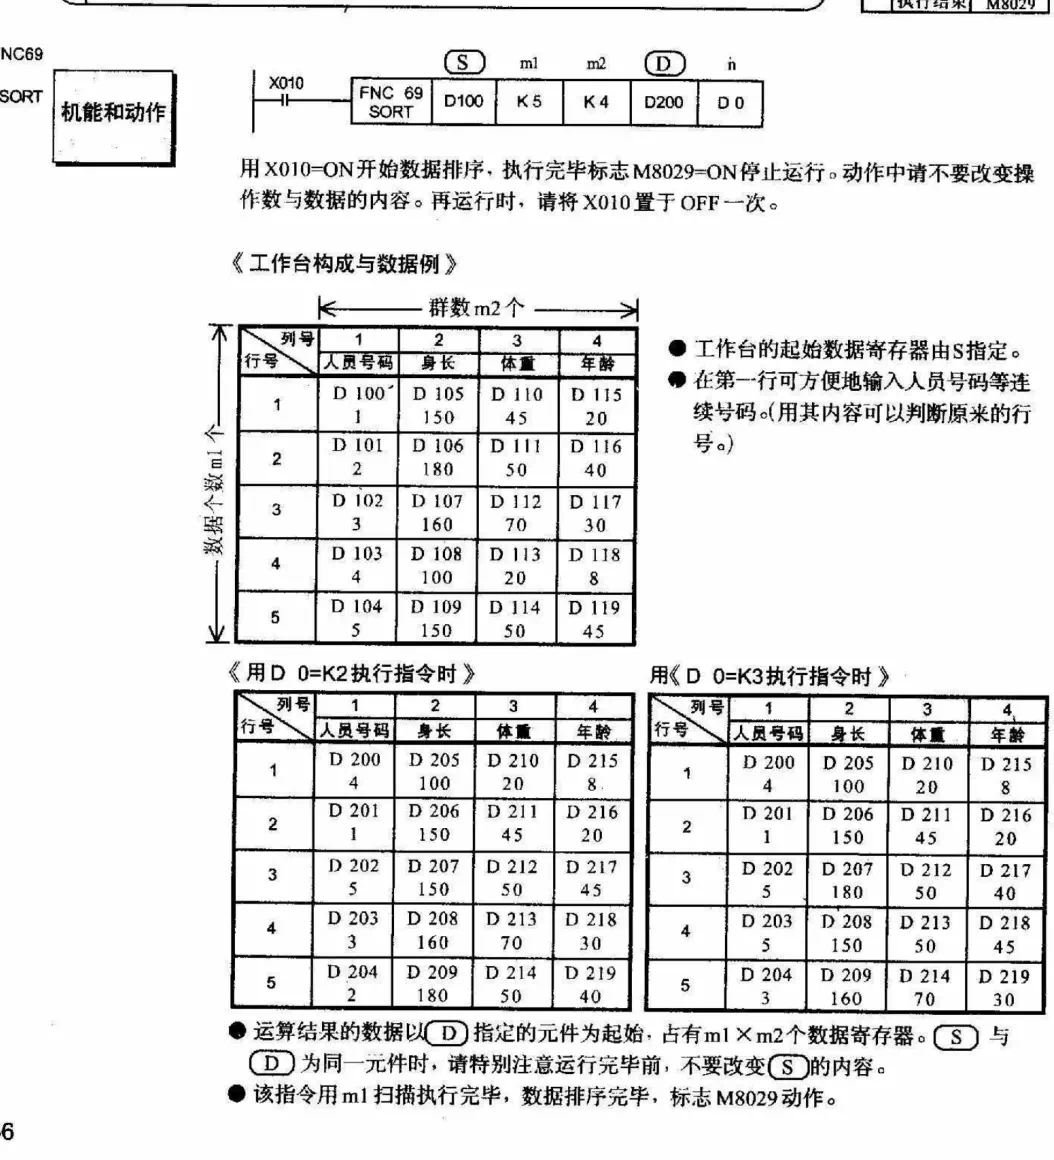 执行结果 M8029
NC69
SORT
机能和动作
S m1 m2 D n
X010
FNC 69 SORT D100 K5 K4 D200 D0
用X010=ON开始数据排序，执行完毕标志M8029=ON停止运行。动作中请不要改变操
作数与数据的内容。再运行时，请将X010置于OFF一次。
《工作台构成与数据例》
群数m2个
数据个数m1个
列号 1 2 3 4
行号 人员号码 身长 体重 年龄
1 D 100 D 105 D 110 D 115
1 150 45 20
2 D 101 D 106 D 111 D 116
2 180 50 40
3 D 102 D 107 D 112 D 117
3 160 70 30
4 D 103 D 108 D 113 D 118
4 100 20 8
5 D 104 D 109 D 114 D 119
5 150 50 45
●工作台的起始数据寄存器由S指定。
●在第一行可方便地输入人员号码等连
续号码。(用其内容可以判断原来的行
号。)
《用D 0=K2执行指令时》
列号 1 2 3 4
行号 人员号码 身长 体重 年龄
1 D 200 D 205 D 210 D 215
4 100 20 8
2 D 201 D 206 D 211 D 216
1 150 45 20
3 D 202 D 207 D 212 D 217
5 150 50 45
4 D 203 D 208 D 213 D 218
3 160 70 30
5 D 204 D 209 D 214 D 219
2 180 50 40
用《D 0=K3执行指令时》
列号 1 2 3 4
行号 人员号码 身长 体重 年龄
1 D 200 D 205 D 210 D 215
4 100 20 8
2 D 201 D 206 D 211 D 216
1 150 45 20
3 D 202 D 207 D 212 D 217
5 180 50 40
4 D 203 D 208 D 213 D 218
5 150 50 45
5 D 204 D 209 D 214 D 219
3 160 70 30
●运算结果的数据以D指定的元件为起始，占有m1×m2个数据寄存器。S与
D为同一元件时，请特别注意运行完毕前，不要改变S的内容。
●该指令用m1扫描执行完毕，数据排序完毕，标志M8029动作。
6